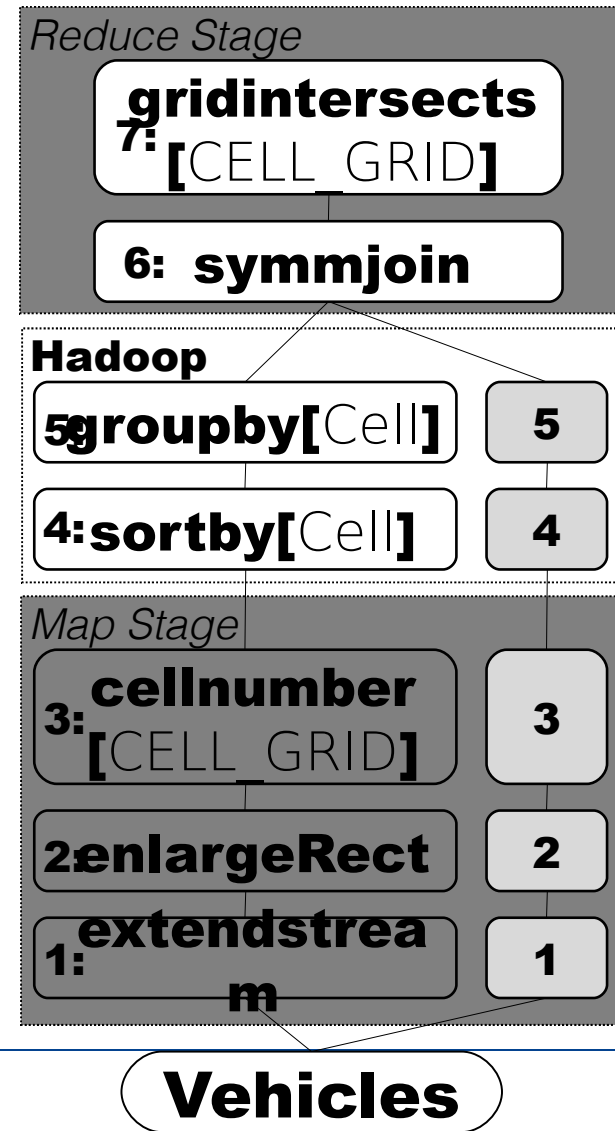 Reduce Stage
7: gridintersects
[CELL_GRID]
6: symmjoin
Hadoop
5: groupby[Cell] 5
4: sortby[Cell] 4
Map Stage
3: cellnumber 3
[CELL_GRID]
2: enlargeRect 2
1: extendstrea 1
m
Vehicles